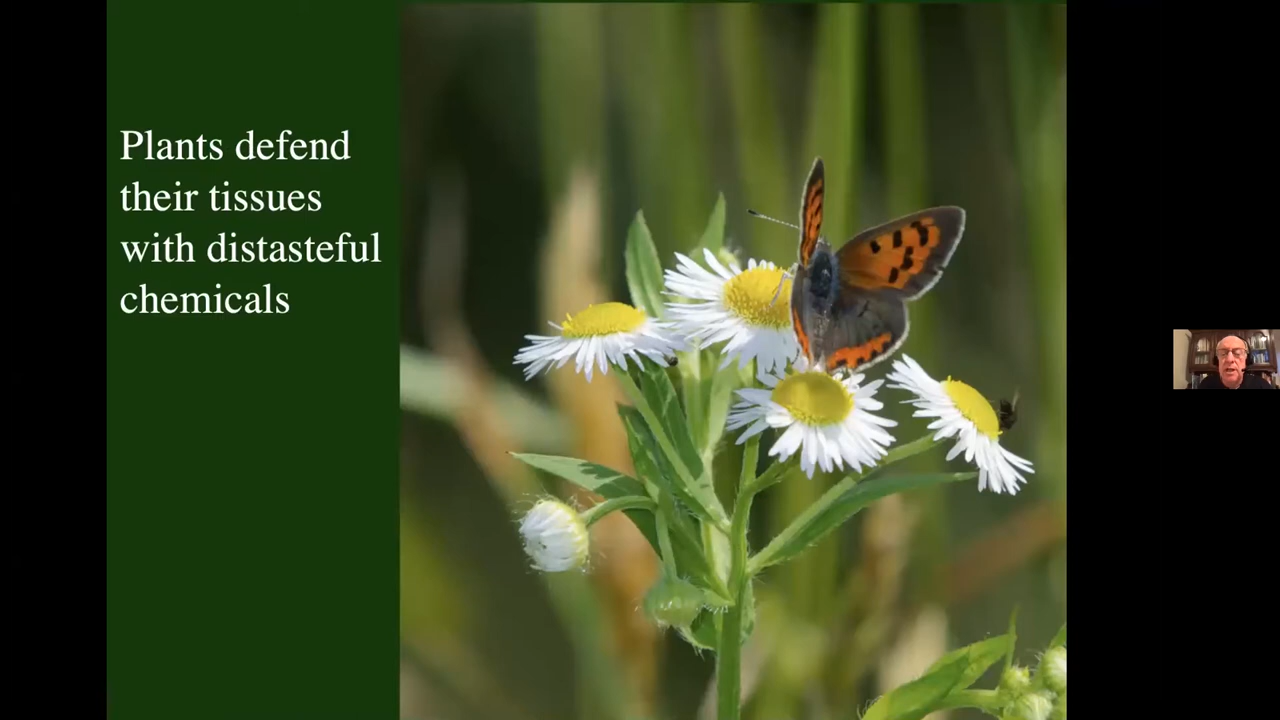 Plants defend
their tissues
with distasteful
chemicals